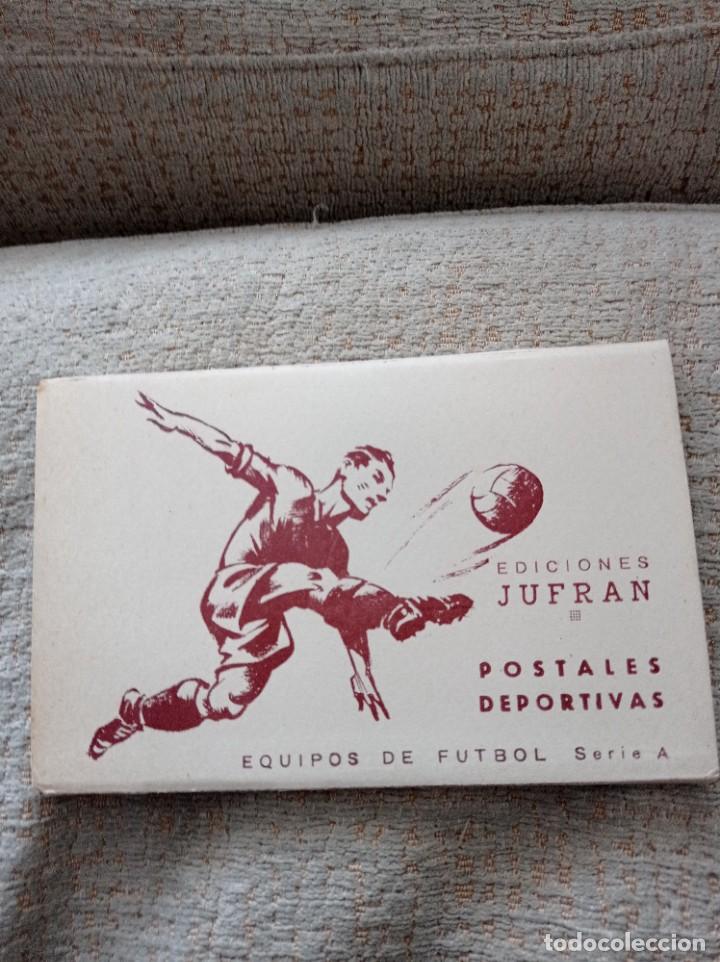 EDICIONES
JUFRAN
POSTALES
DEPORTIVAS
EQUIPOS DE FUTBOL Serie A
todocoleccion